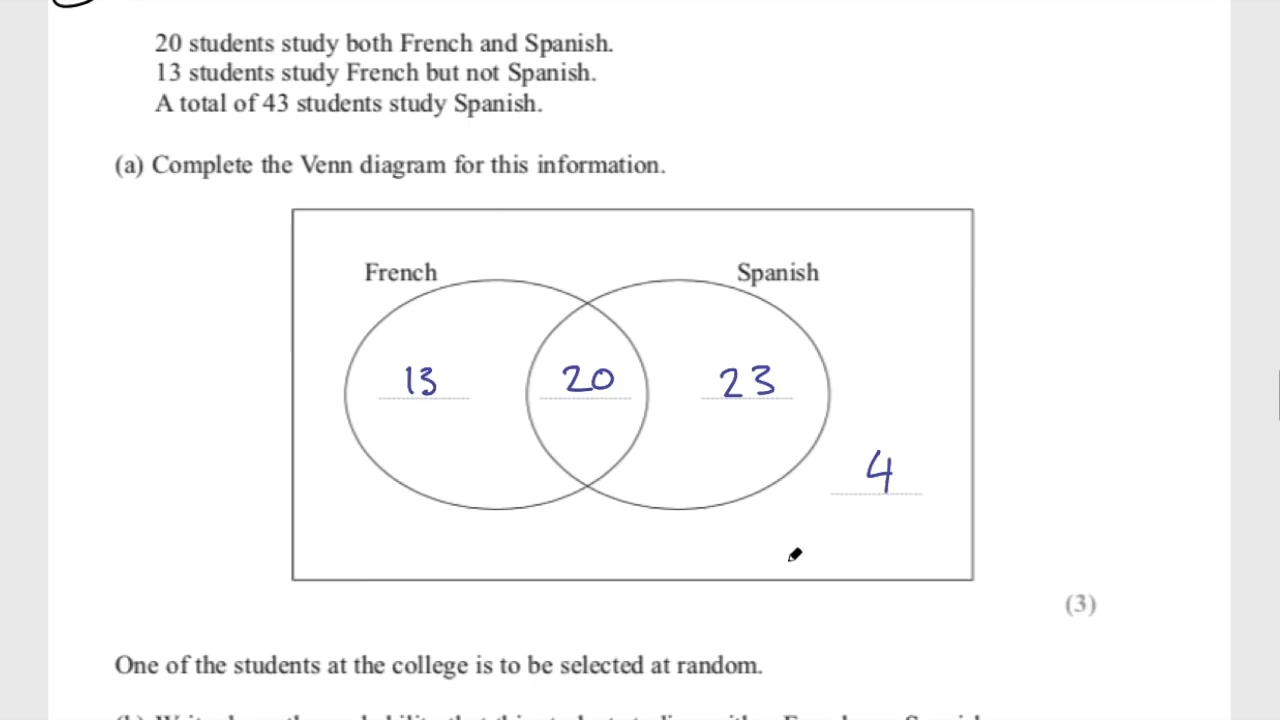 20 students study both French and Spanish.
13 students study French but not Spanish.
A total of 43 students study Spanish.
(a) Complete the Venn diagram for this information.
French
Spanish
13
20
23
4
(3)
One of the students at the college is to be selected at random.